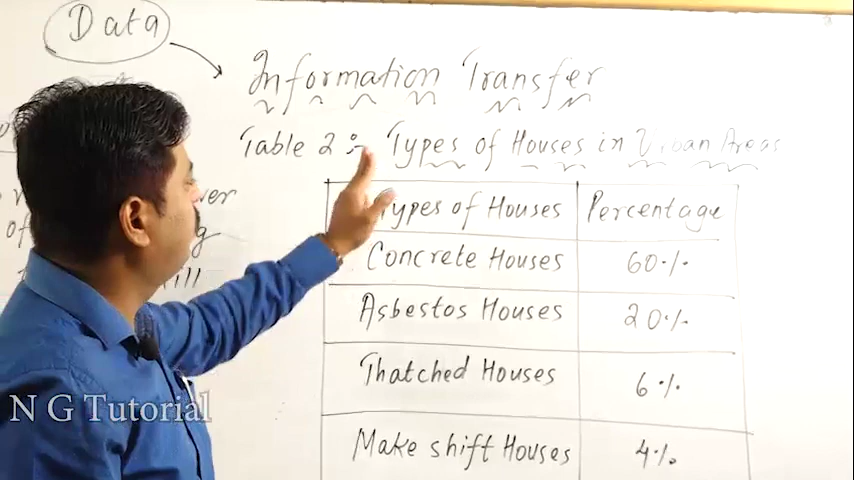 Data
Information Transfer
Table 2:- Types of Houses in Urban Areas
Types of Houses Percentage
Concrete Houses 60%
Asbestos Houses 20%
Thatched Houses 6%
Make shift Houses 4%
N G Tutorial